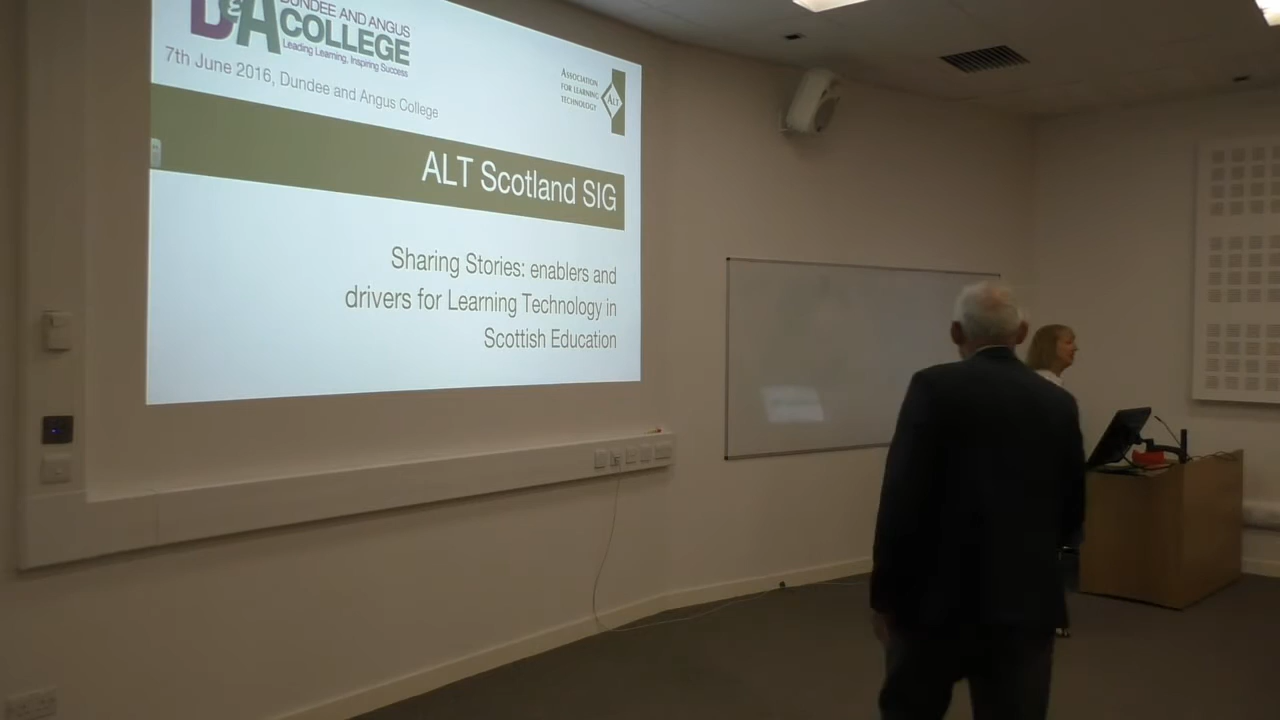 D&A
DUNDEE AND ANGUS
COLLEGE
Leading Learning, Inspiring Success
7th June 2016, Dundee and Angus College
ASSOCIATION
FOR LEARNING
TECHNOLOGY
ALT
ALT Scotland SIG
Sharing Stories: enablers and
drivers for Learning Technology in
Scottish Education